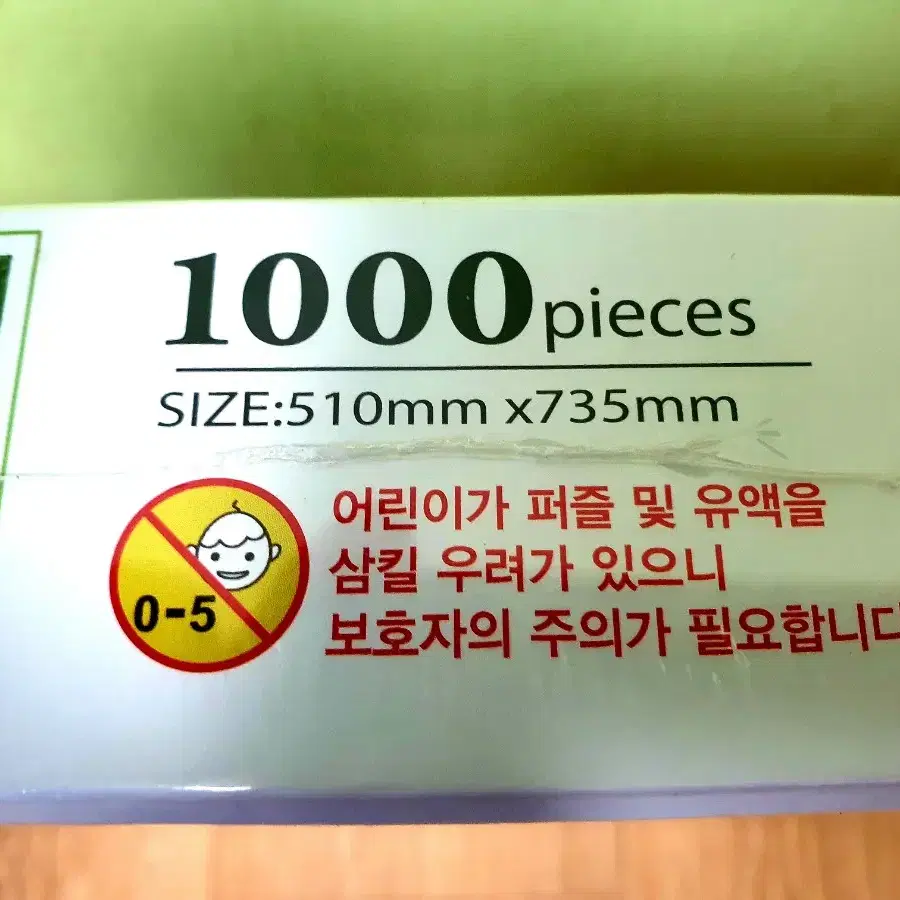 1000pieces
SIZE:510mm x735mm
어린이가 퍼즐 및 유액을
삼킬 우려가 있으니
보호자의 주의가 필요합니다
0-5